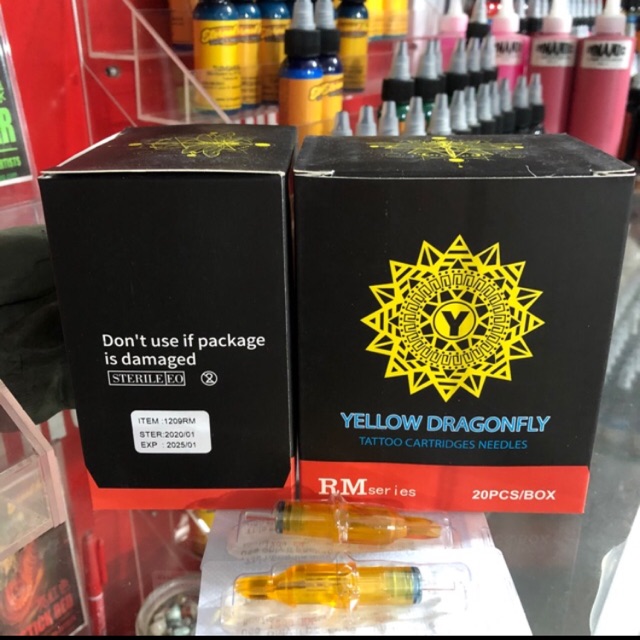 Don't use if package
is damaged
STERILE EO
2
ITEM :1209RM
STER:2020/01
EXP : 2025/01
Y
YELLOW DRAGONFLY
TATTOO CARTRIDGES NEEDLES
RM series
20PCS/BOX